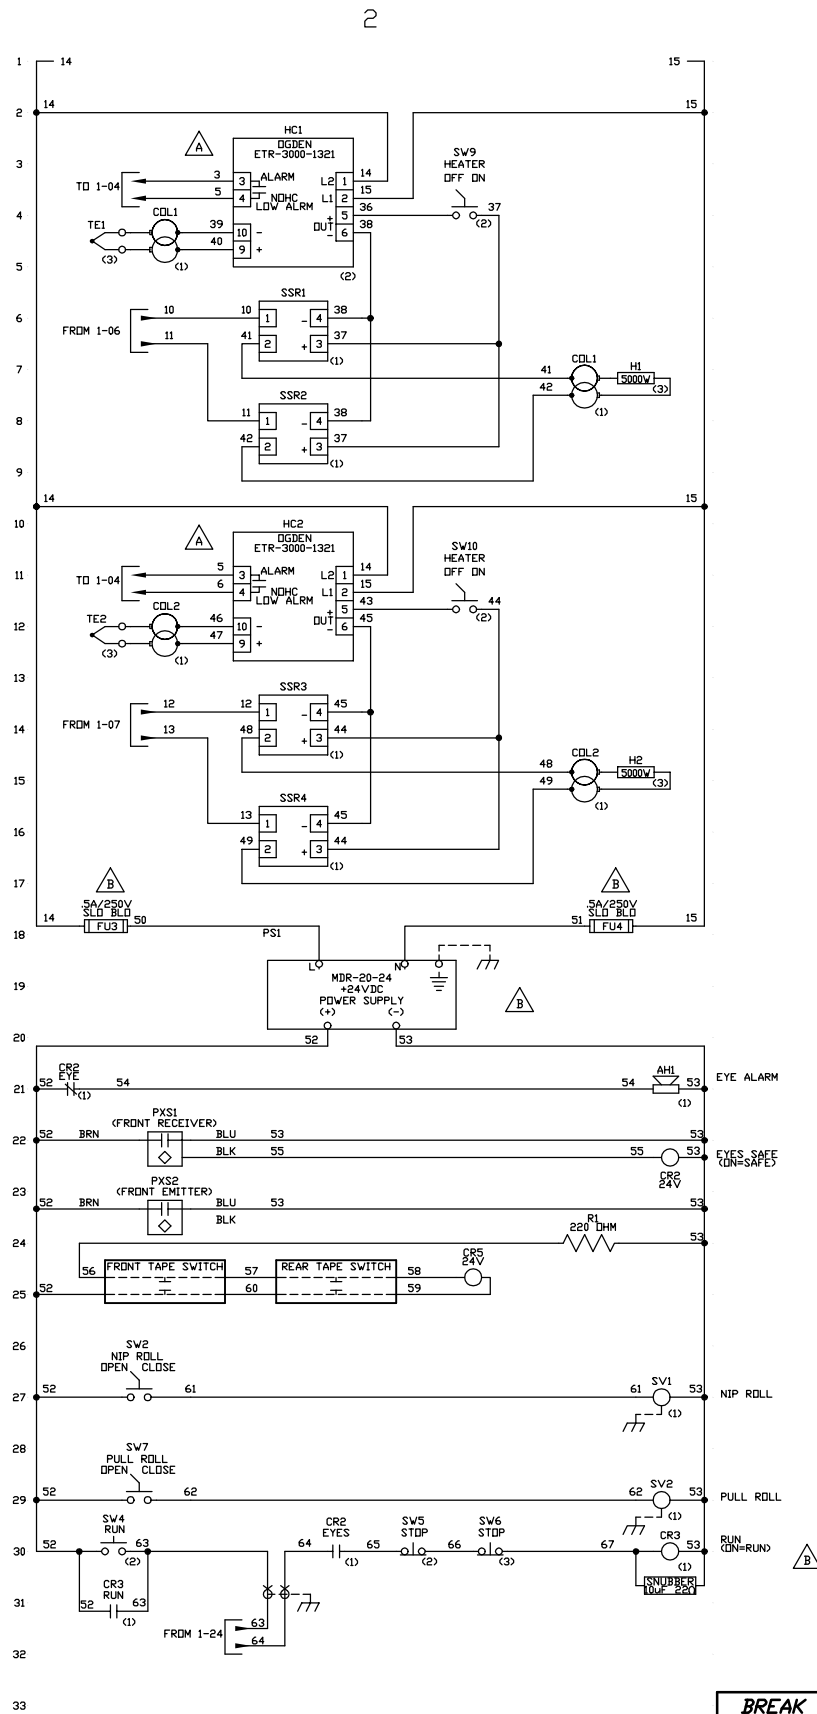 2
1 14 15
2 14 15
HC1
A OGDEN
ETR-3000-1321
SW9
HEATER
OFF ON
3
TO 1-04 3 3 ALARM L2 1 14
5 4 NOHC L1 2 15
LOW ALRM
4 + 5 36 37
(2)
TE1 COL1 39 10 - OUT - 6 38
40 9 +
(3) (1)
5 (2)
SSR1
6 10 10 1 - 4 38
FROM 1-06
11 41 2 + 3 37
(1)
7 41 COL1 H1
5000W
42 (3)
SSR2 (1)
8 11 1 - 4 38
42 2 + 3 37
(1)
9
14 15
10 HC2
A OGDEN
ETR-3000-1321
SW10
HEATER
OFF ON
11 TO 1-04 5 3 ALARM L2 1 14
6 4 NOHC L1 2 15
LOW ALRM
+ 5 43 44
(2)
12 TE2 COL2 46 10 - OUT - 6 45
47 9 +
(3) (1)
13
SSR3
12 12 1 - 4 45
14 FROM 1-07
13 48 2 + 3 44
(1)
48 COL2 H2
5000W
15 49 (3)
SSR4 (1)
13 1 - 4 45
16
49 2 + 3 44
(1)
17
B B
.5A/250V .5A/250V
SLO BLO SLO BLO
14 FU3 50 51 FU4 15
18 PS1
L N
19 MDR-20-24
+24VDC
POWER SUPPLY
(+) (-)
B
20 52 53
CR2
EYE
21 52 (1) 54 54 AH1 53 EYE ALARM
(1)
PXS1
(FRONT RECEIVER)
22 52 BRN BLU 53 53
BLK 55 55 53 EYES SAFE
(ON=SAFE)
CR2
24V
PXS2
(FRONT EMITTER)
23 52 BRN BLU 53 53
BLK
R1
220 OHM
24 53
CR5
24V
56 FRONT TAPE SWITCH 57 REAR TAPE SWITCH 58
25 52 60 59
26
SW2
NIP ROLL
OPEN CLOSE
27 52 61 61 SV1 53 NIP ROLL
(1)
28
SW7
PULL ROLL
OPEN CLOSE
29 52 62 62 SV2 53 PULL ROLL
(1)
SW4
RUN
CR2
EYES
SW5
STOP
SW6
STOP
30 52 (2) 63 64 (1) 65 (2) 66 (3) 67 CR3 53 RUN
(ON=RUN)
(1)
B
CR3
RUN
SNUBBER
10uF 22Ω
31 52 63
(1)
FROM 1-24 63
64
32
33
BREAK